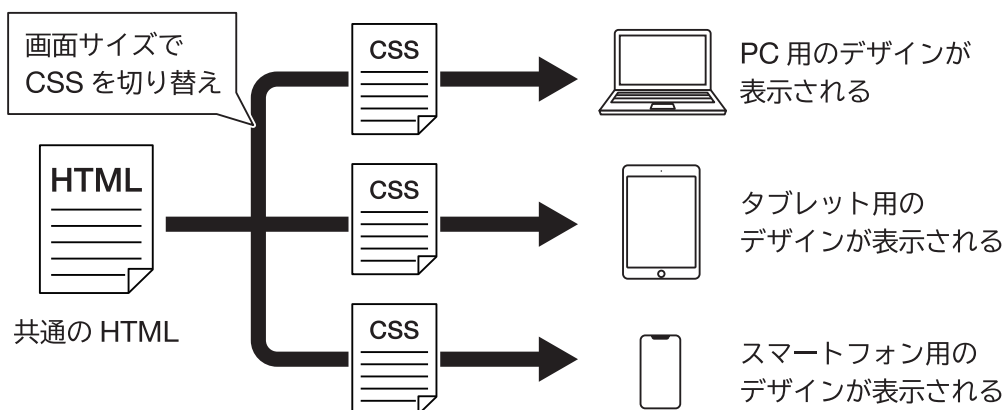 画面サイズで
CSS を切り替え
HTML
共通の HTML
CSS
PC 用のデザインが
表示される
CSS
タブレット用の
デザインが表示される
CSS
スマートフォン用の
デザインが表示される